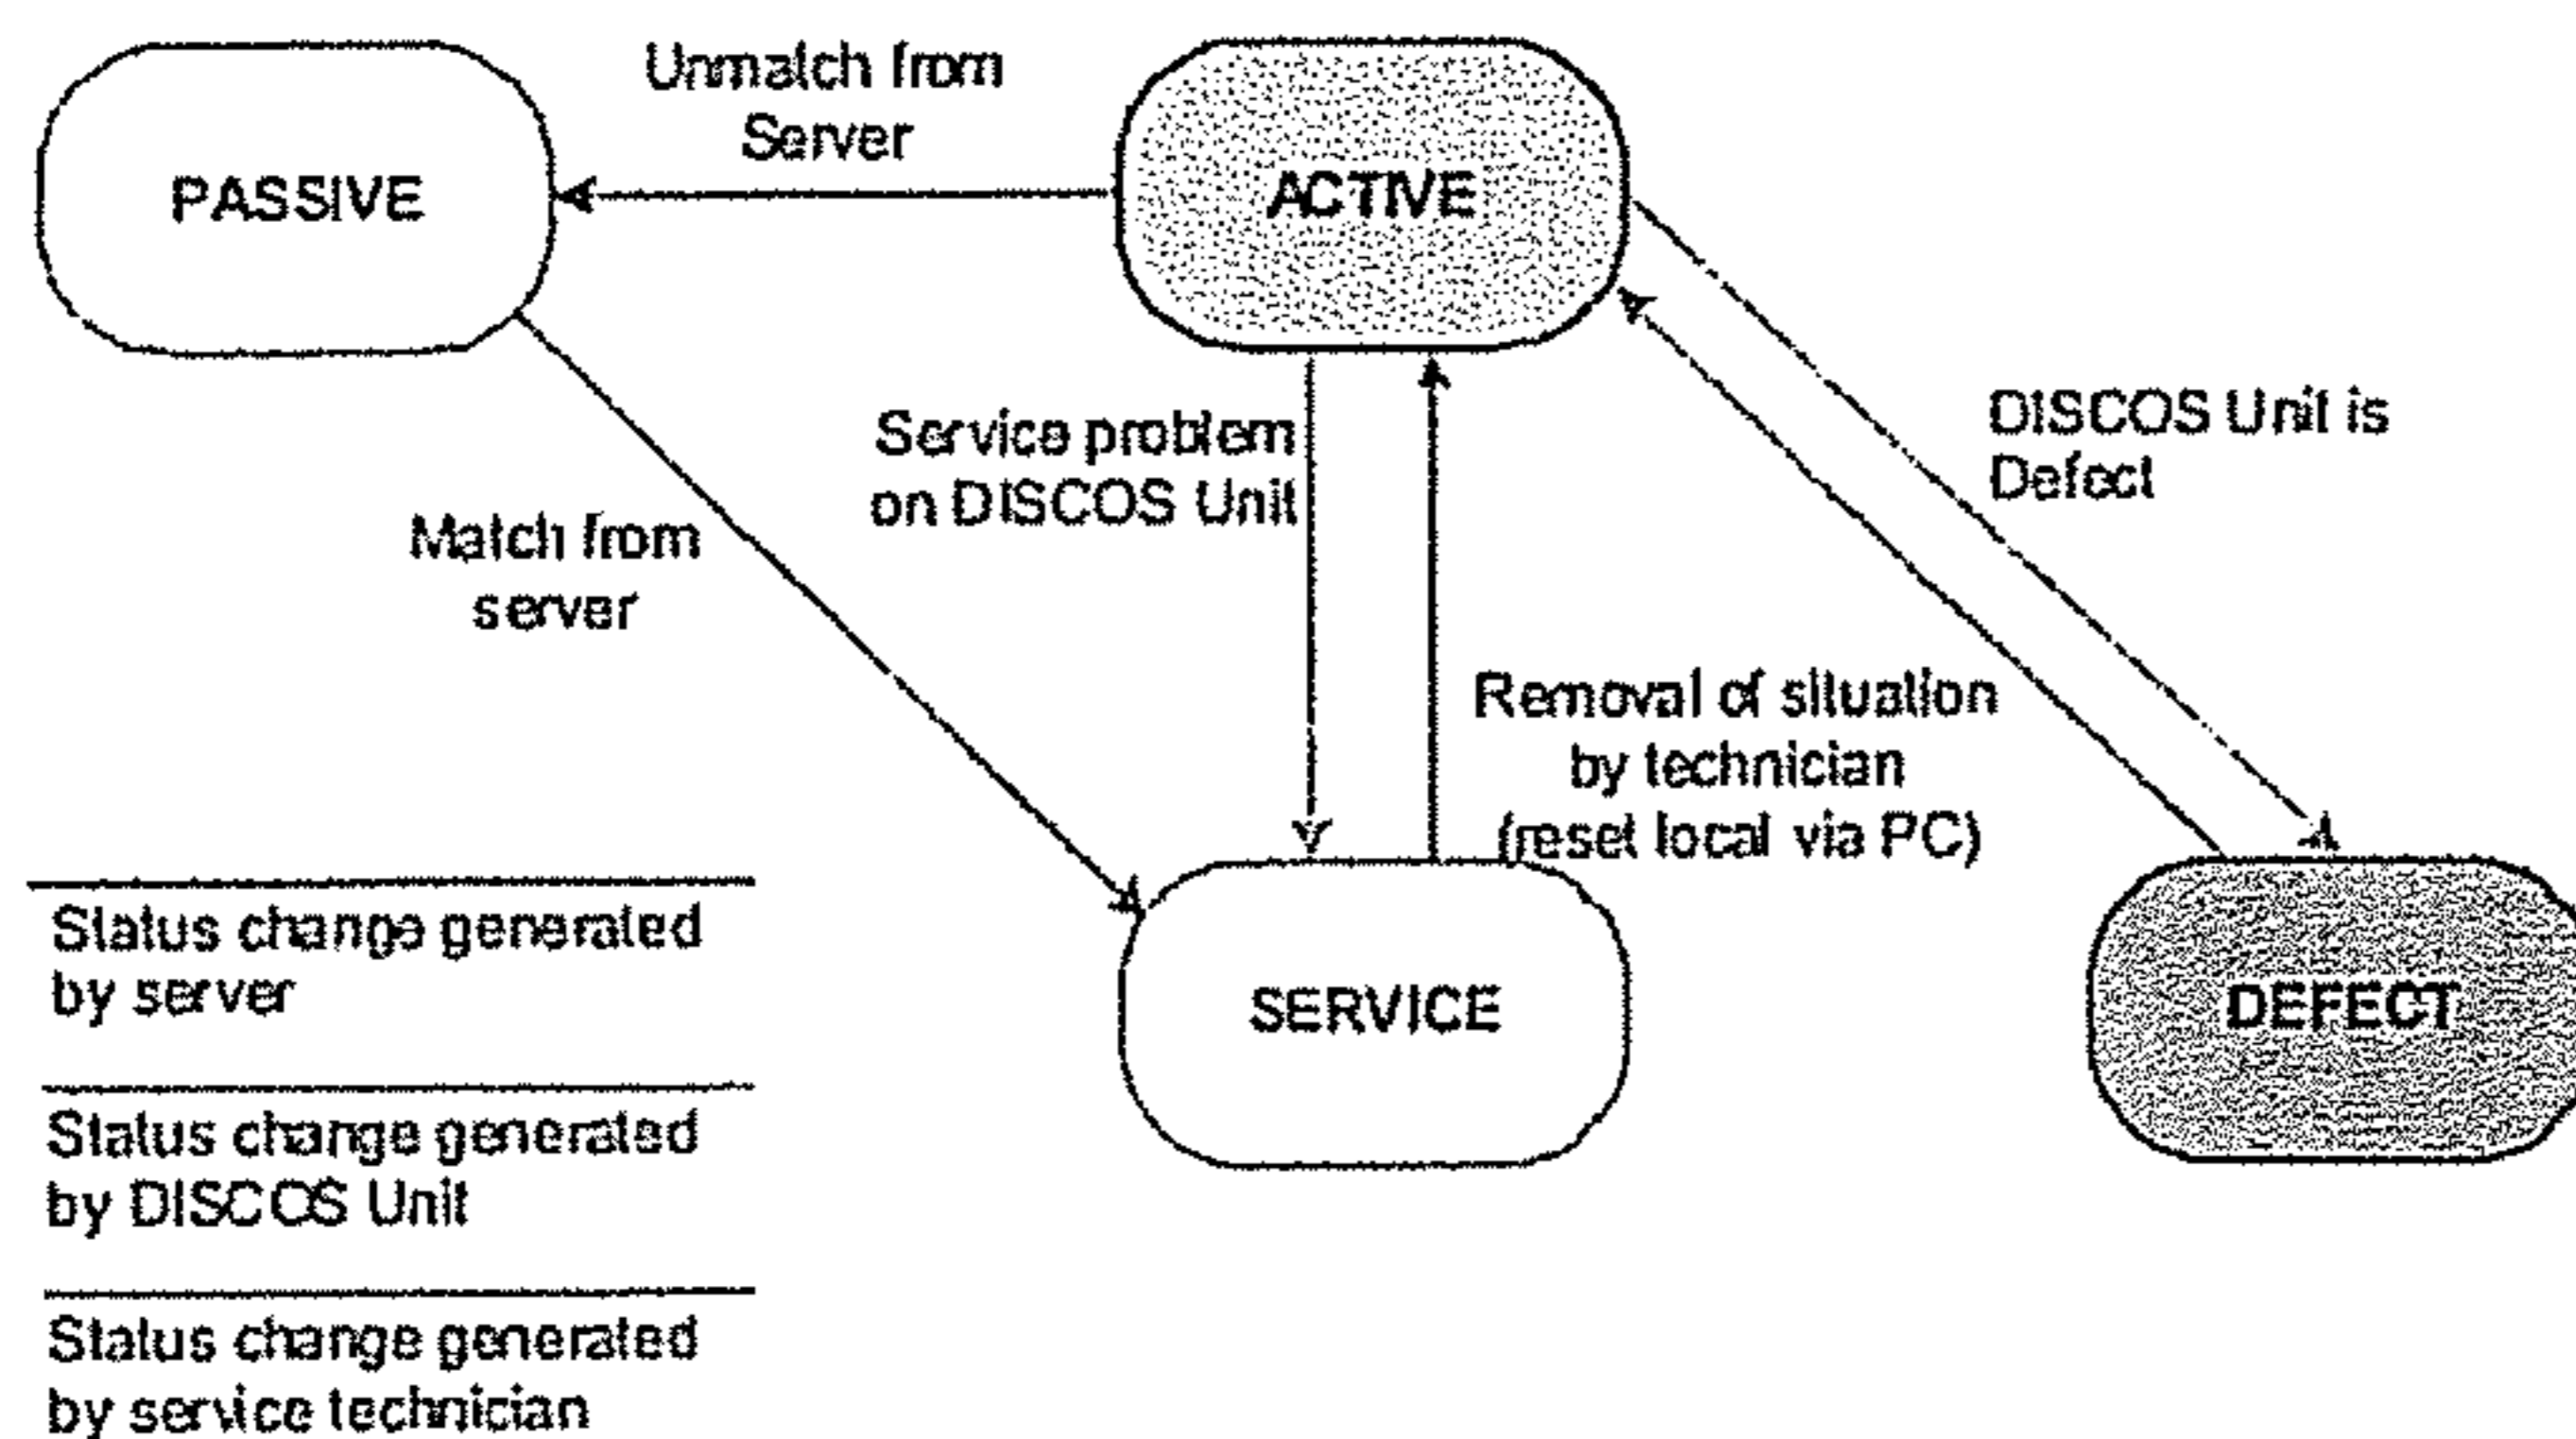 Unmatch from
Server
PASSIVE
ACTIVE
Service problem
on DISCOS Unit
DISCOS Unit is
Defect
Match from
server
Removal of situation
by technician
(reset local via PC)
SERVICE
DEFECT
Status change generated
by server
Status change generated
by DISCOS Unit
Status change generated
by service technician